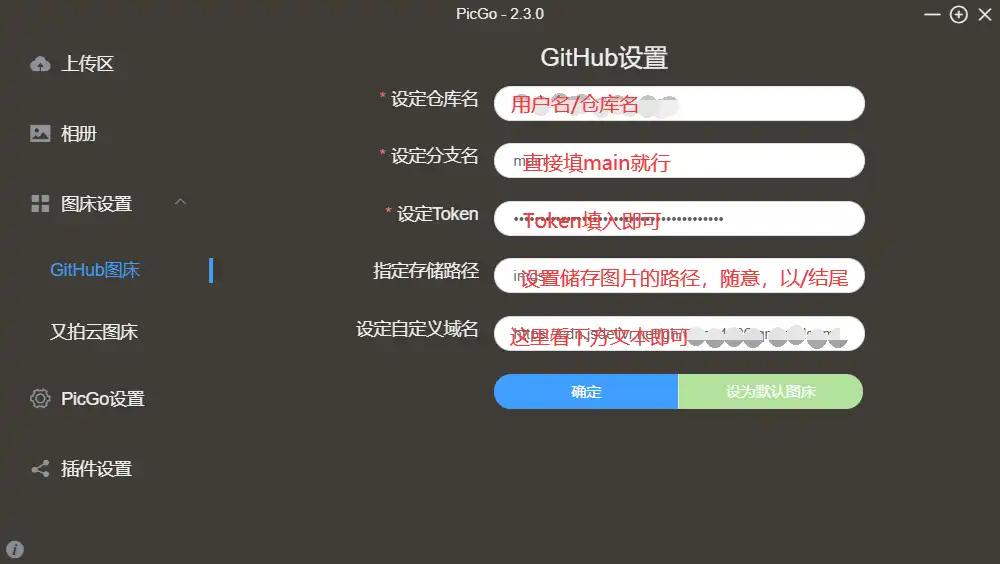 PicGo - 2.3.0
上传区
相册
图床设置
GitHub图床
又拍云图床
PicGo设置
插件设置
GitHub设置
* 设定仓库名
用户名/仓库名
* 设定分支名
直接填main就行
* 设定Token
Token填入即可
指定存储路径
设置储存图片的路径，随意，以/结尾
设定自定义域名
这里看下方文本即可
确定
设为默认图床